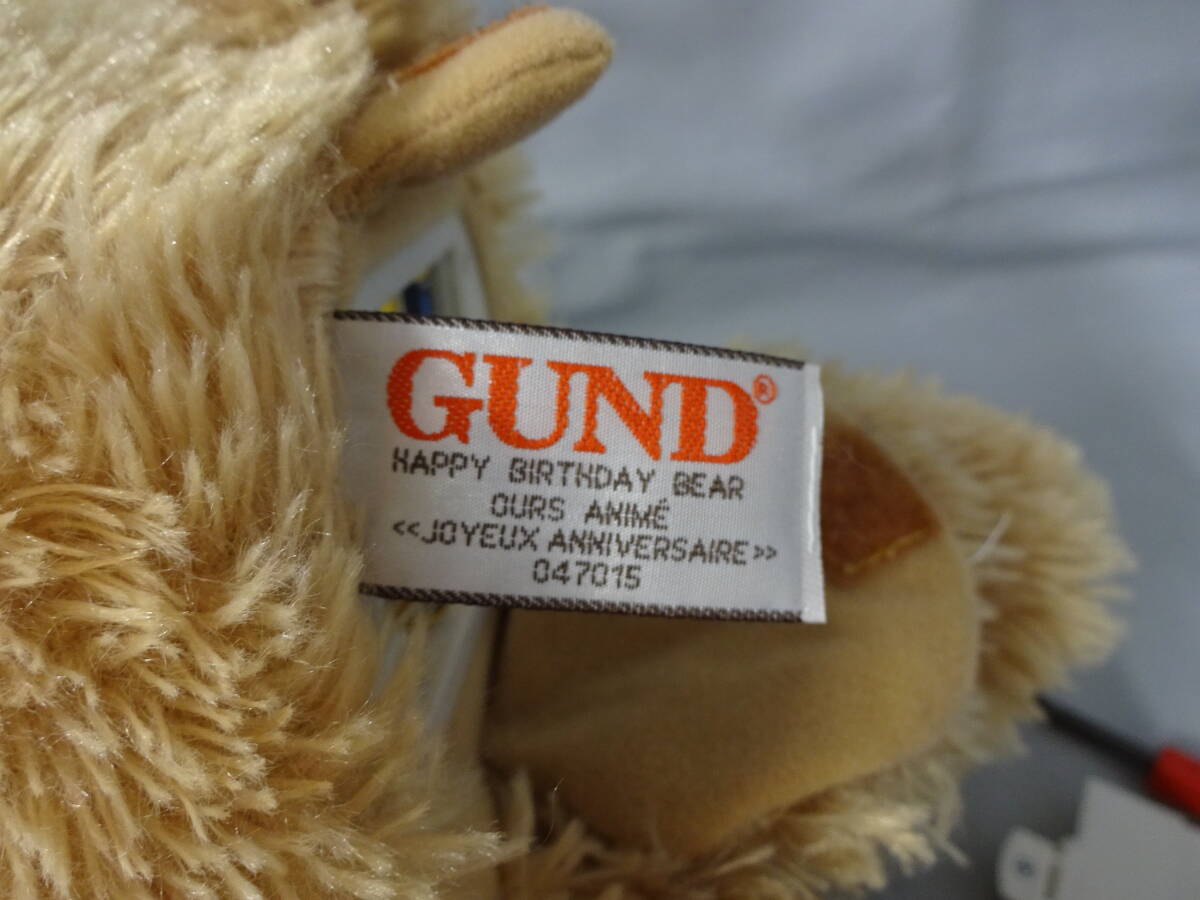 GUND®
HAPPY BIRTHDAY BEAR
OURS ANIMÉ
<<JOYEUX ANNIVERSAIRE>>
047015